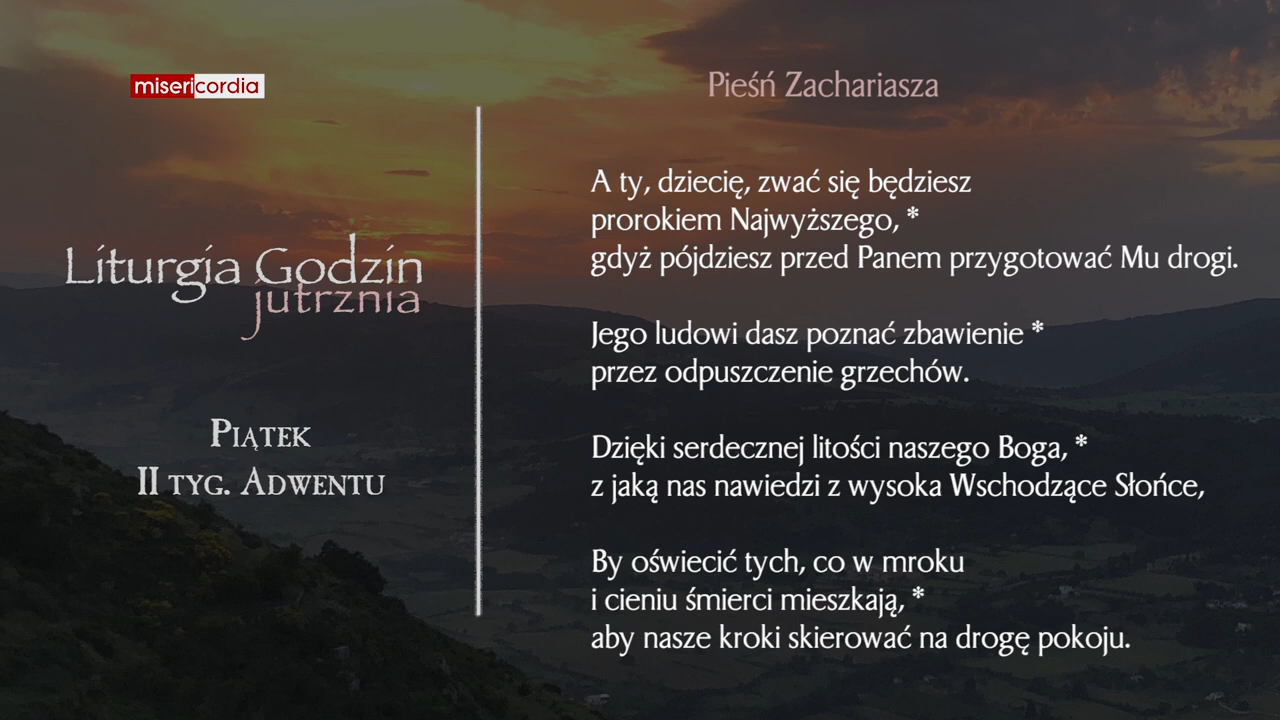 misericordia
Liturgia Godzin
jutrznia
Piątek
II tyg. Adwentu
Pieśń Zachariasza
A ty, dziecię, zwać się będziesz
prorokiem Najwyższego, *
gdyż pójdziesz przed Panem przygotować Mu drogi.
Jego ludowi dasz poznać zbawienie *
przez odpuszczenie grzechów.
Dzięki serdecznej litości naszego Boga, *
z jaką nas nawiedzi z wysoka Wschodzące Słońce,
By oświecić tych, co w mroku
i cieniu śmierci mieszkają, *
aby nasze kroki skierować na drogę pokoju.